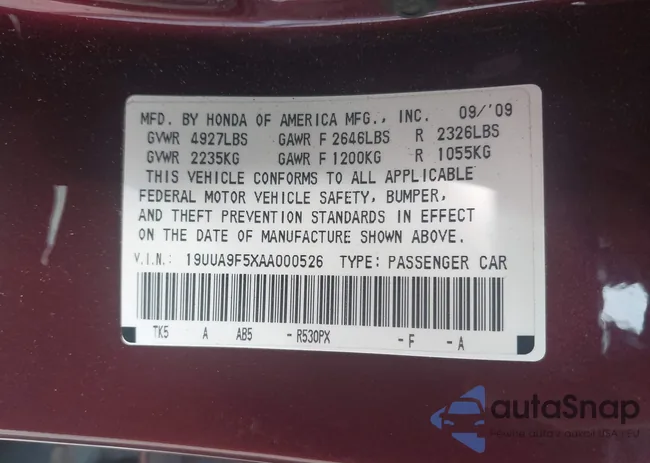 MFD. BY HONDA OF AMERICA MFG., INC. 09/'09
GVWR 4927LBS GAWR F 2646LBS R 2326LBS
GVWR 2235KG GAWR F 1200KG R 1055KG
THIS VEHICLE CONFORMS TO ALL APPLICABLE
FEDERAL MOTOR VEHICLE SAFETY, BUMPER,
AND THEFT PREVENTION STANDARDS IN EFFECT
ON THE DATE OF MANUFACTURE SHOWN ABOVE.
V.I.N.: 19UUA9F5XAA000526 TYPE: PASSENGER CAR
TK5 A AB5 -R530PX -F -A
autaSnap